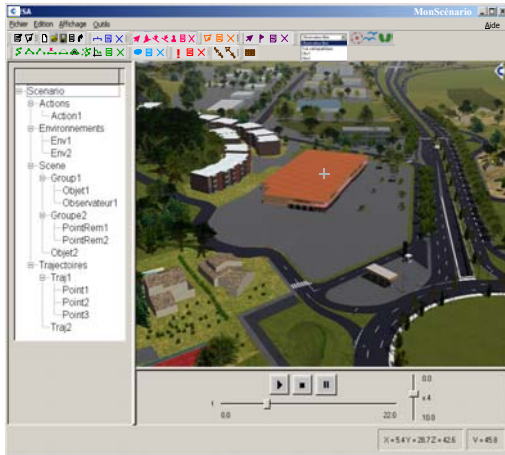 SA MonScénario
Fichier Edition Affichage Outils Aide
Scenario
Actions
Action1
Environnements
Env1
Env2
Scene
Group1
Objet1
Observateur1
Groupe2
PointRem1
PointRem2
Objet2
Trajectoires
Traj1
Point1
Point2
Point3
Traj2
0.0
x 4
0.0 22.0 10.0
X = 5.4 Y = 28.7 Z = 42.6 V = 45.8